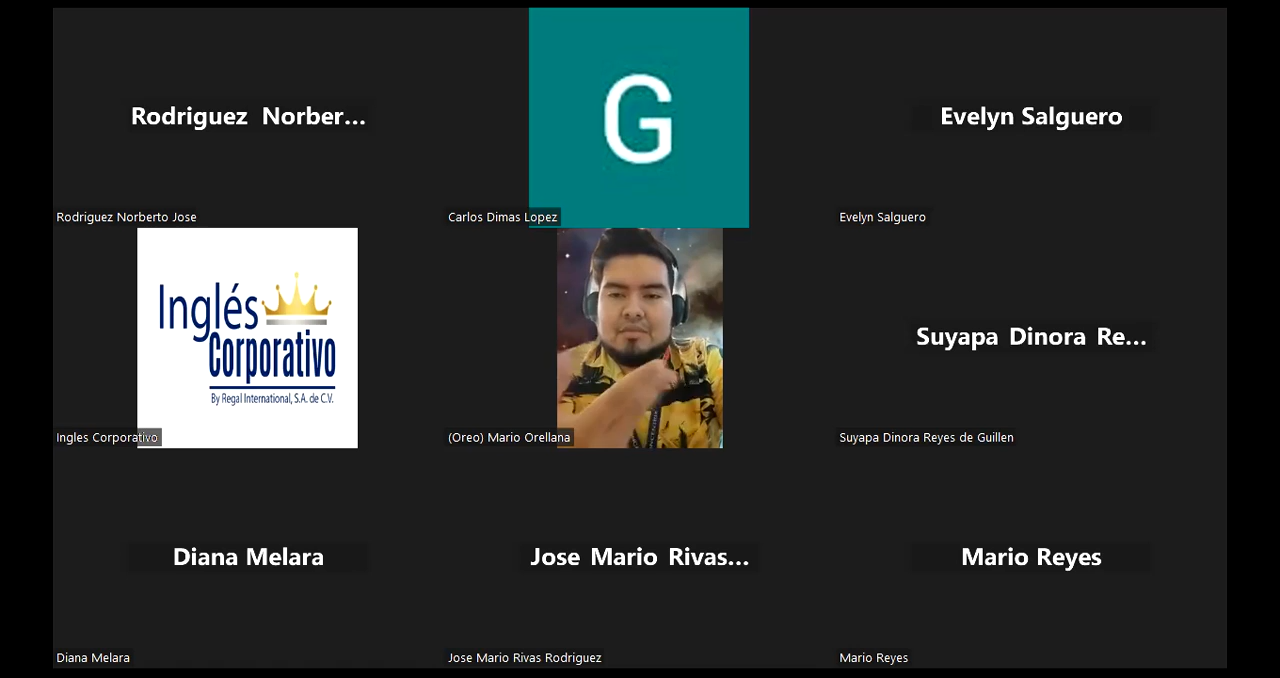 Rodriguez Norber...
Rodriguez Norberto Jose
G
Carlos Dimas Lopez
Evelyn Salguero
Evelyn Salguero
Inglés
Corporativo
By Regal International, S.A. de C.V.
Ingles Corporativo
(Oreo) Mario Orellana
Suyapa Dinora Re...
Suyapa Dinora Reyes de Guillen
Diana Melara
Diana Melara
Jose Mario Rivas...
Jose Mario Rivas Rodriguez
Mario Reyes
Mario Reyes